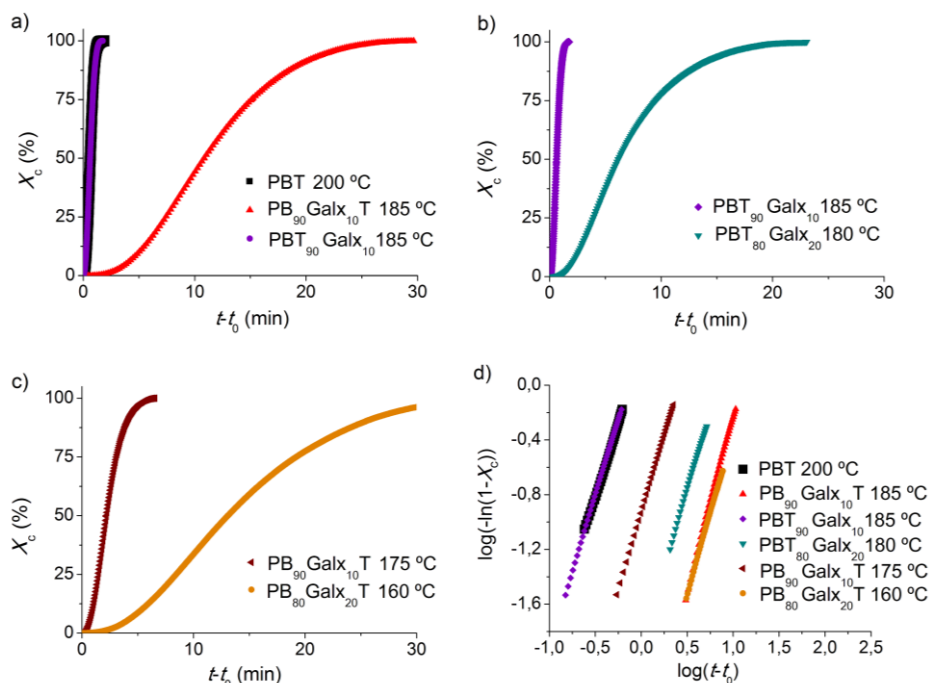 a)
100
75
50
25
0
X_c (%)
PBT 200 ºC
PB₉₀Galx₁₀T 185 ºC
PBT₉₀Galx₁₀185 ºC
0 10 20 30
t-t₀ (min)
b)
100
75
50
25
0
X_c (%)
PBT₉₀Galx₁₀185 ºC
PBT₈₀Galx₂₀180 ºC
0 10 20 30
t-t₀ (min)
c)
100
75
50
25
0
X_c (%)
PB₉₀Galx₁₀T 175 ºC
PB₈₀Galx₂₀T 160 ºC
0 10 20 30
t-t₀ (min)
d)
0,0
-0,4
-0,8
-1,2
-1,6
log(-ln(1-X_c))
PBT 200 ºC
PB₉₀Galx₁₀T 185 ºC
PBT₉₀Galx₁₀185 ºC
PBT₈₀Galx₂₀180 ºC
PB₉₀Galx₁₀T 175 ºC
PB₈₀Galx₂₀T 160 ºC
-1,0 -0,5 0,0 0,5 1,0 1,5 2,0 2,5
log(t-t₀)